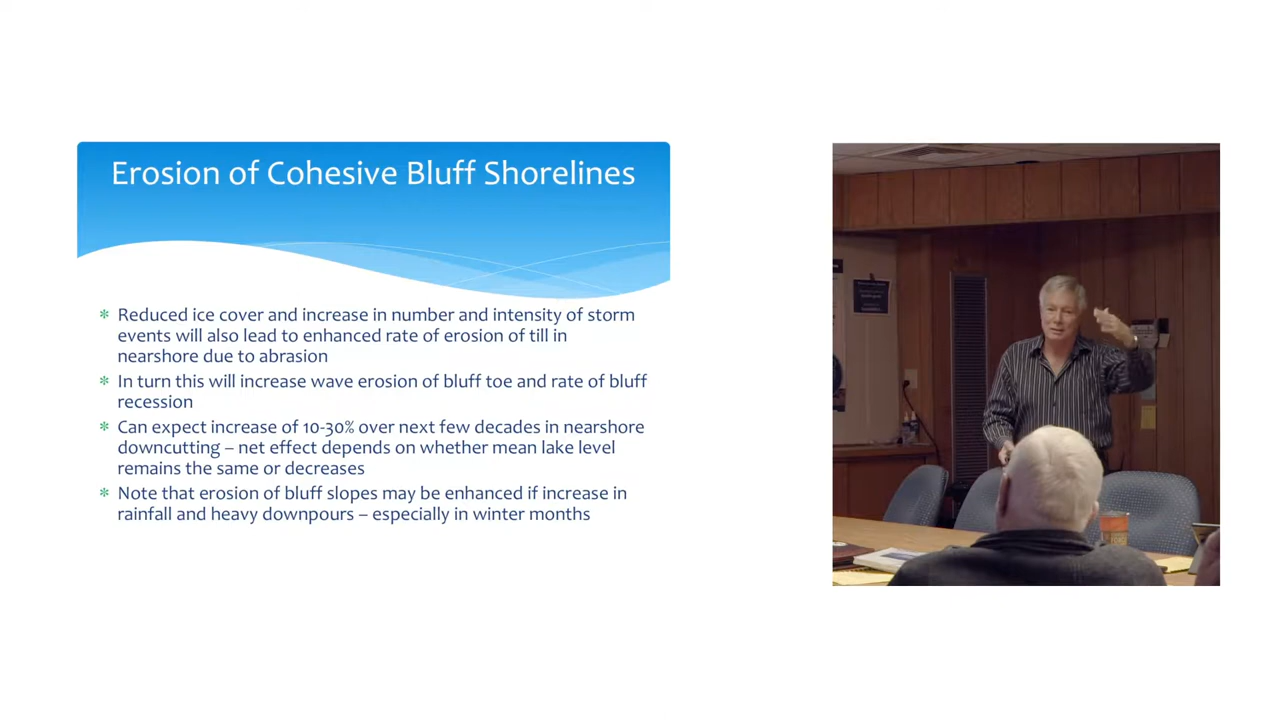 Erosion of Cohesive Bluff Shorelines
* Reduced ice cover and increase in number and intensity of storm
events will also lead to enhanced rate of erosion of till in
nearshore due to abrasion
* In turn this will increase wave erosion of bluff toe and rate of bluff
recession
* Can expect increase of 10-30% over next few decades in nearshore
downcutting – net effect depends on whether mean lake level
remains the same or decreases
* Note that erosion of bluff slopes may be enhanced if increase in
rainfall and heavy downpours – especially in winter months